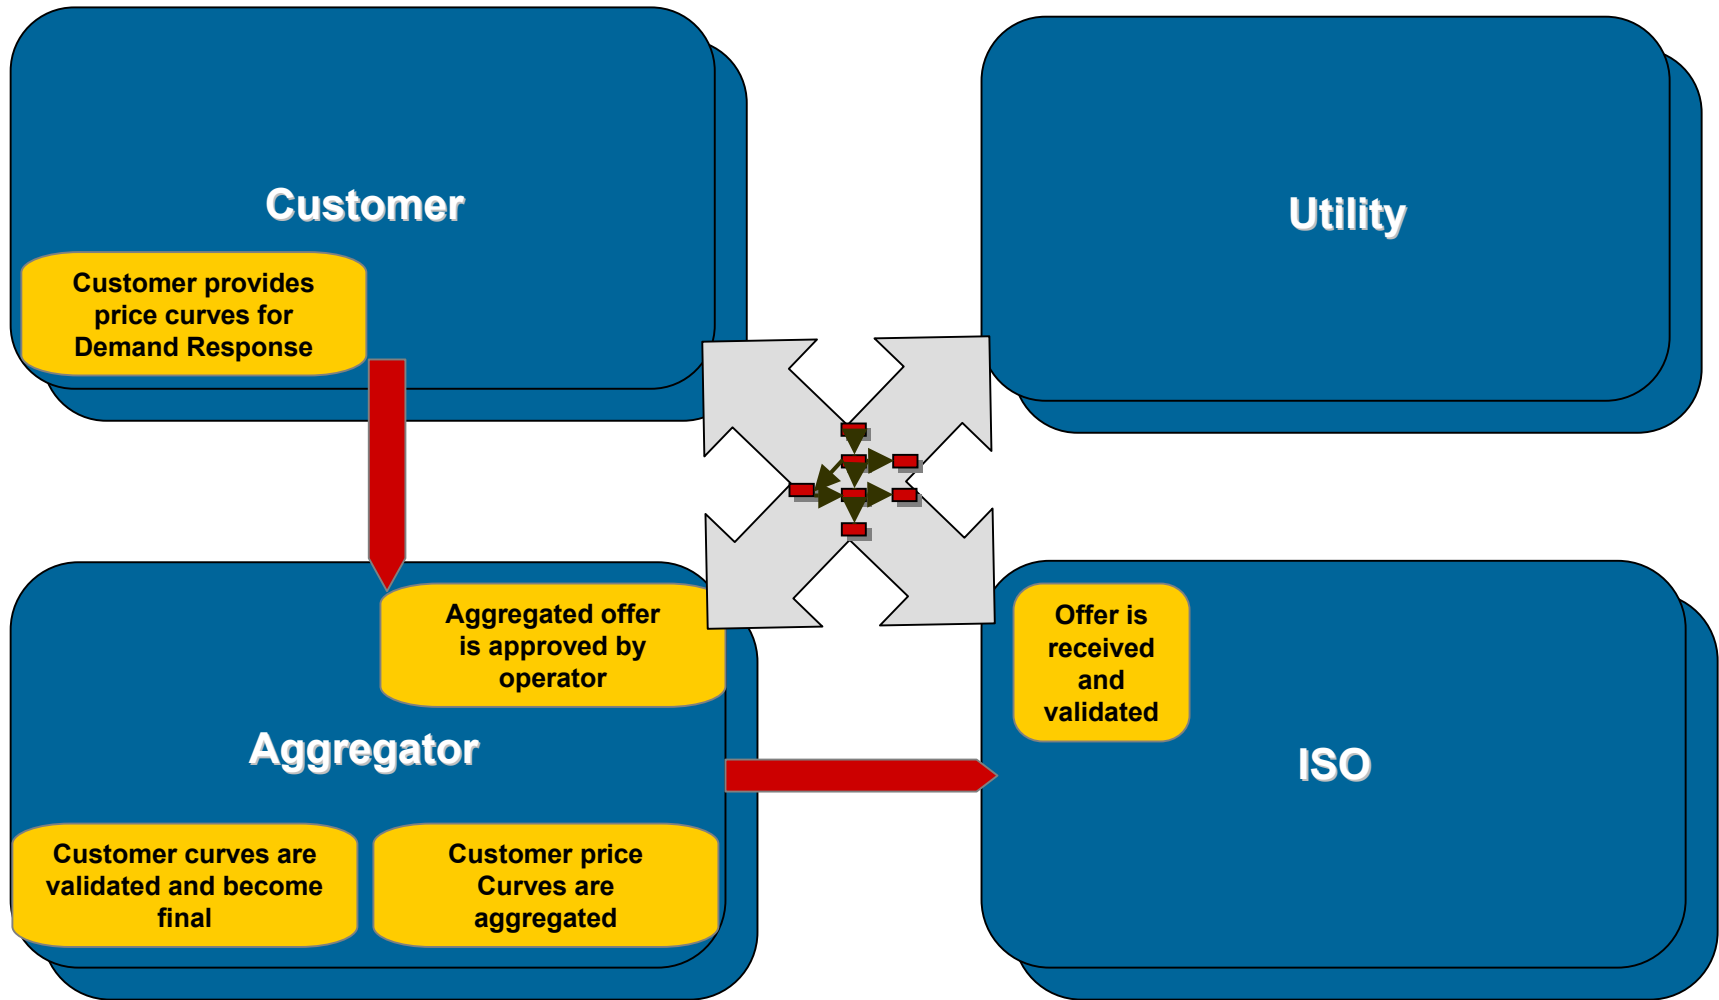 Customer
Customer provides
price curves for
Demand Response
Utility
Aggregated offer
is approved by
operator
Aggregator
Customer curves are
validated and become
final
Customer price
Curves are
aggregated
Offer is
received
and
validated
ISO